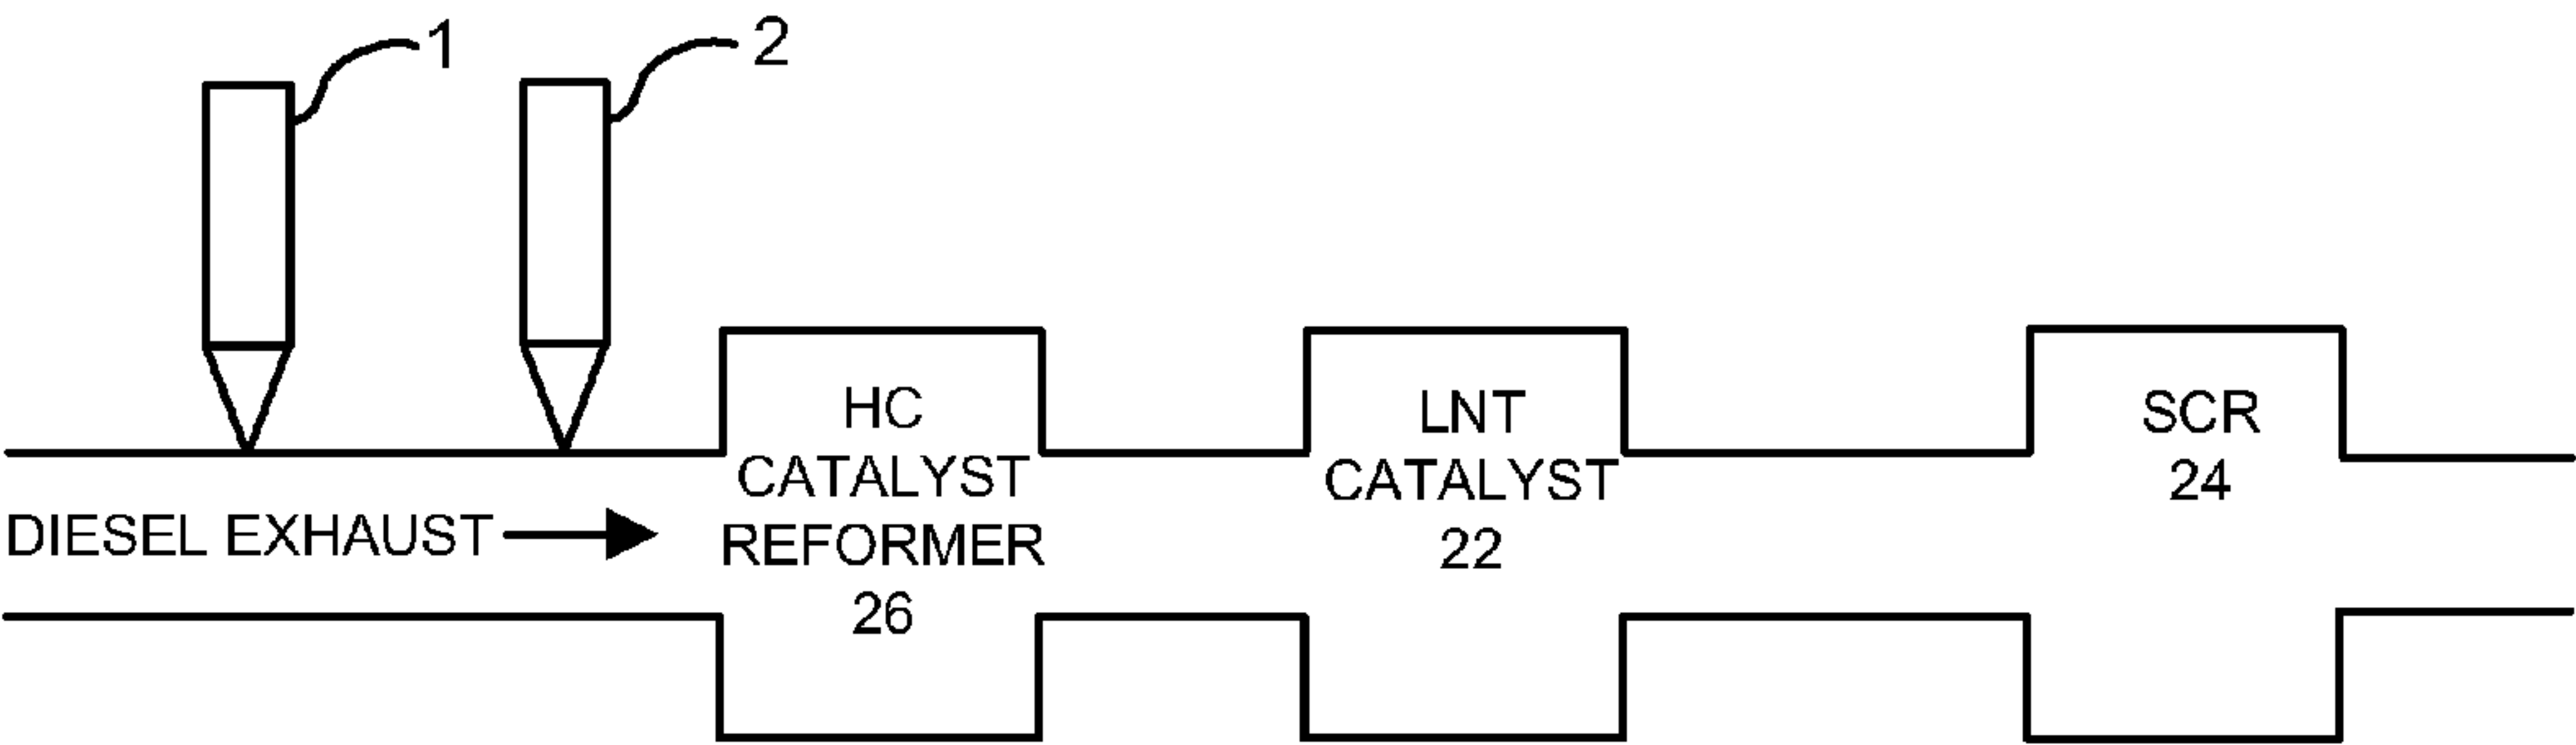 1
2
HC
CATALYST
REFORMER
26
LNT
CATALYST
22
SCR
24
DIESEL EXHAUST